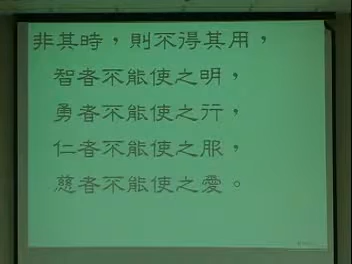 非其時，則不得其用，
智者不能使之明，
勇者不能使之行，
仁者不能使之服，
慈者不能使之愛。